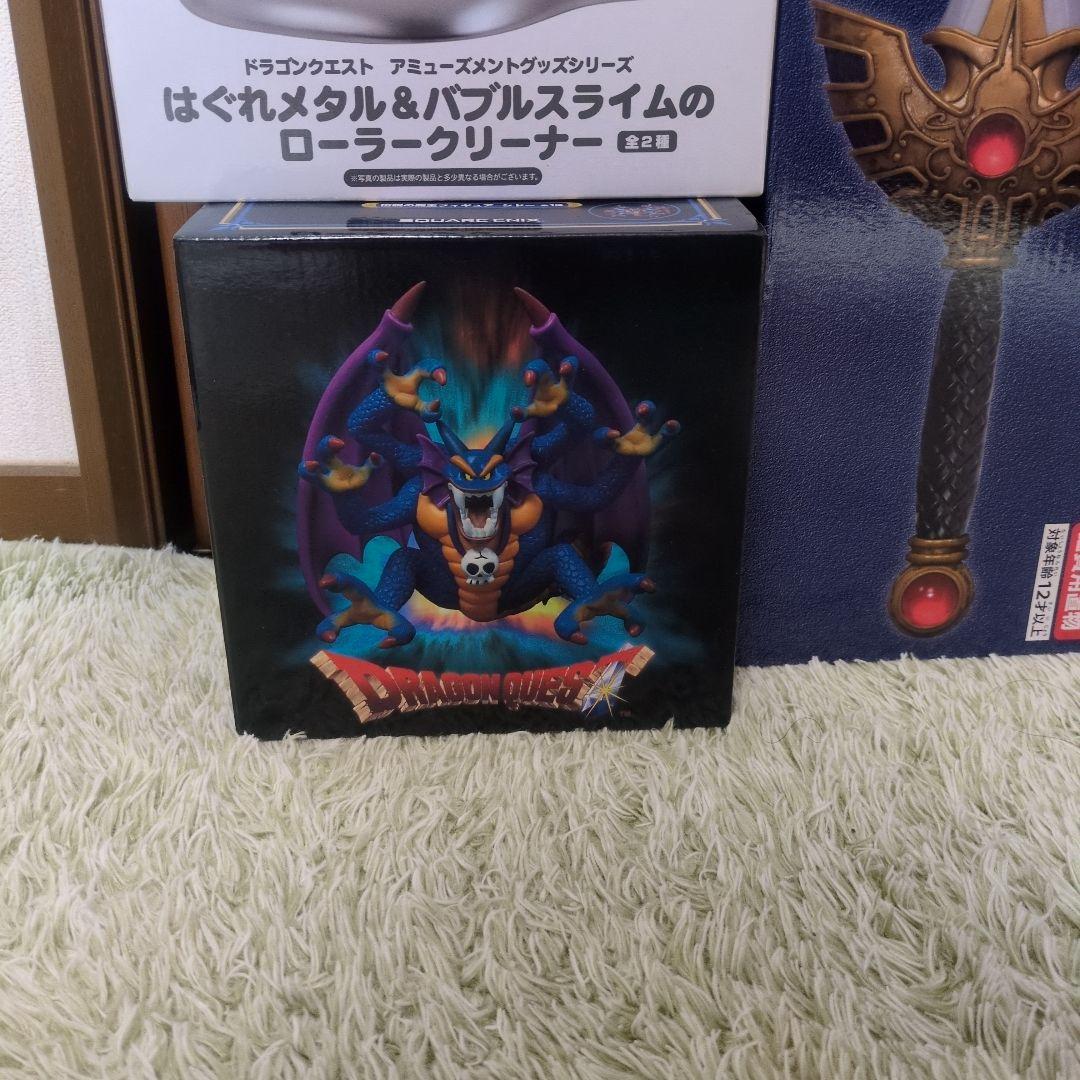 ドラゴンクエスト アミューズメントグッズシリーズ
はぐれメタル&バブルスライムの
ローラークリーナー 全2種
※写真の製品は実際の製品と多少異なる場合がございます。
SQUARE ENIX
DRAGON QUEST
TM
対象年齢12才以上